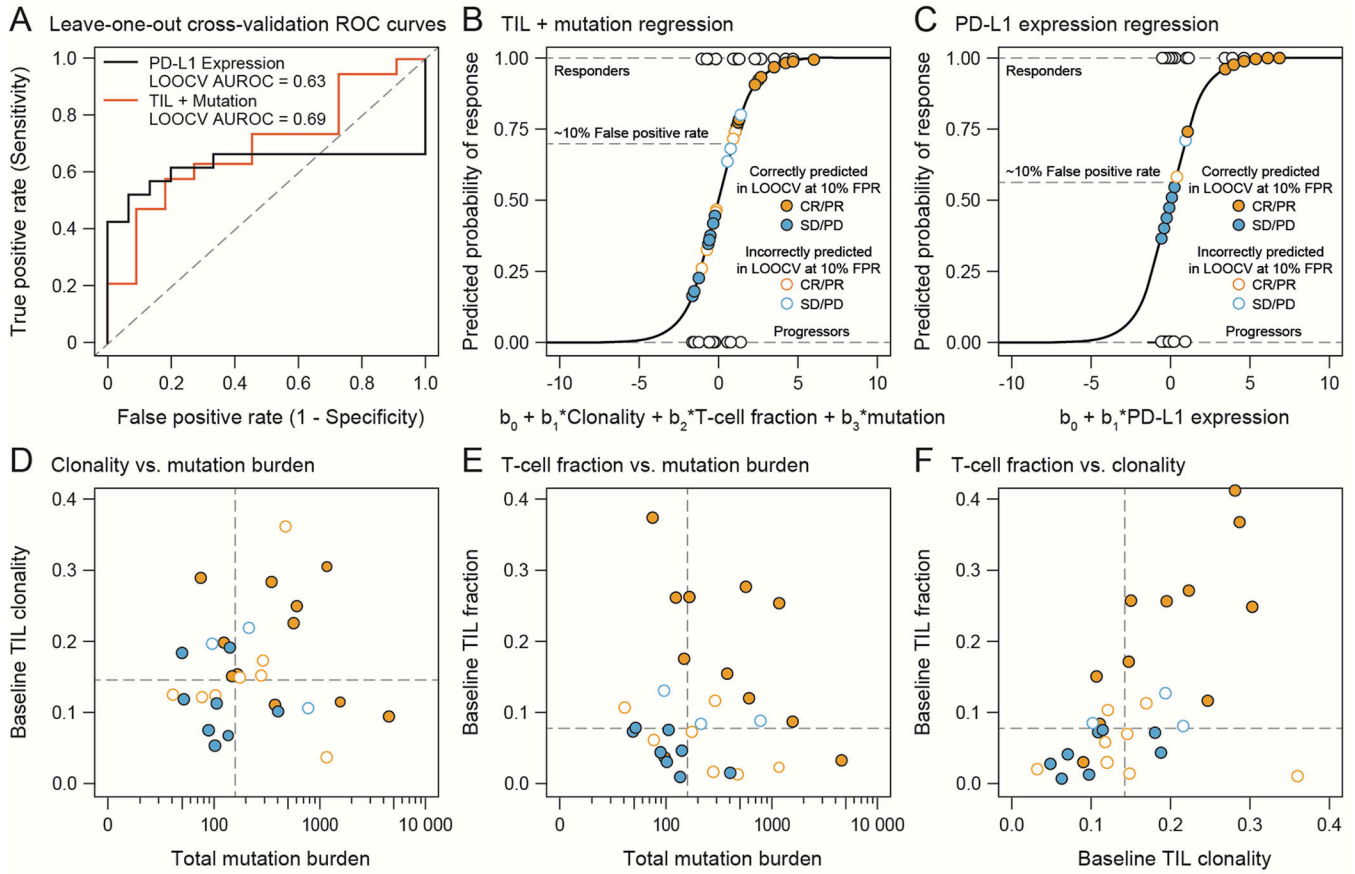 A Leave-one-out cross-validation ROC curves
True positive rate (Sensitivity)
1.0
0.8
0.6
0.4
0.2
0
PD-L1 Expression
LOOCV AUROC = 0.63
TIL + Mutation
LOOCV AUROC = 0.69
0 0.2 0.4 0.6 0.8 1.0
False positive rate (1 - Specificity)
B TIL + mutation regression
Predicted probability of response
1.00
0.75
0.50
0.25
0.00
Responders
~10% False positive rate
Correctly predicted
in LOOCV at 10% FPR
CR/PR
SD/PD
Incorrectly predicted
in LOOCV at 10% FPR
CR/PR
SD/PD
Progressors
-10 -5 0 5 10
b0 + b1*Clonality + b2*T-cell fraction + b3*mutation
C PD-L1 expression regression
Predicted probability of response
1.00
0.75
0.50
0.25
0.00
Responders
~10% False positive rate
Correctly predicted
in LOOCV at 10% FPR
CR/PR
SD/PD
Incorrectly predicted
in LOOCV at 10% FPR
CR/PR
SD/PD
Progressors
-10 -5 0 5 10
b0 + b1*PD-L1 expression
D Clonality vs. mutation burden
Baseline TIL clonality
0.4
0.3
0.2
0.1
0.0
0 100 1000 10 000
Total mutation burden
E T-cell fraction vs. mutation burden
Baseline TIL fraction
0.4
0.3
0.2
0.1
0.0
0 100 1000 10 000
Total mutation burden
F T-cell fraction vs. clonality
Baseline TIL fraction
0.4
0.3
0.2
0.1
0.0
0.0 0.1 0.2 0.3 0.4
Baseline TIL clonality